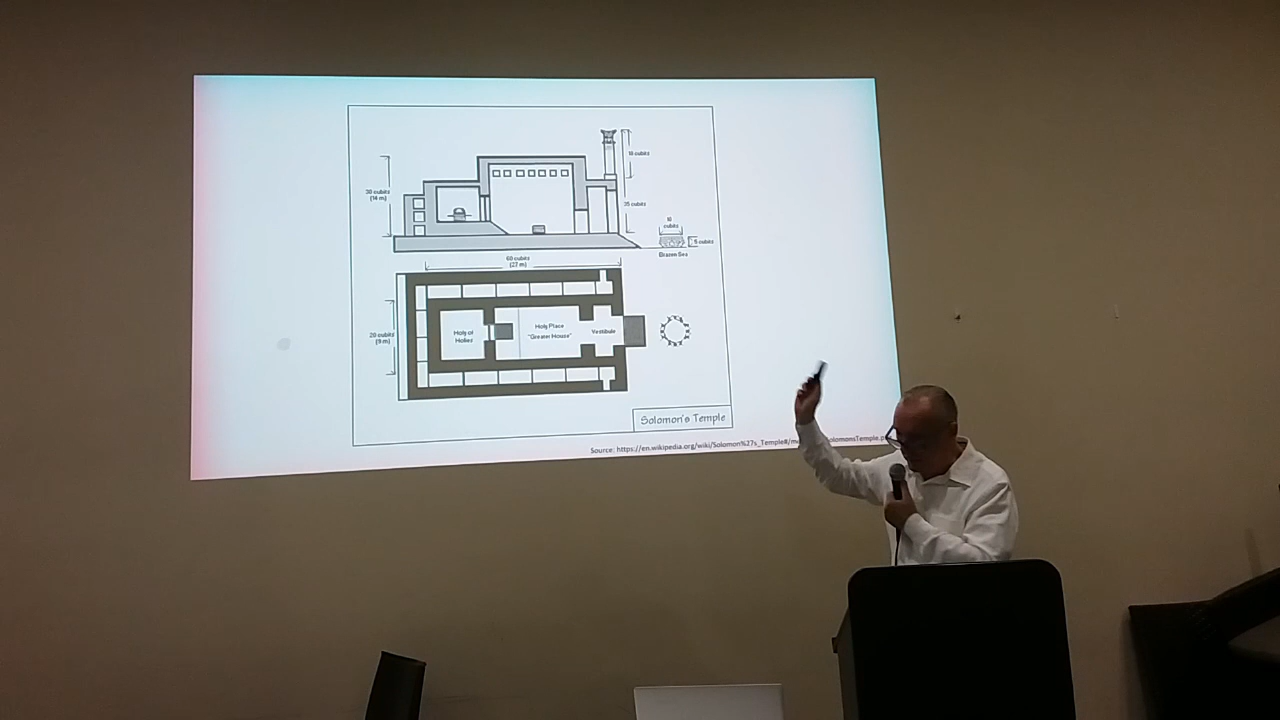 10 cubits
30 cubits
(14 m)
35 cubits
10
cubits
5 cubits
Brazen Sea
60 cubits
(27 m)
20 cubits
(9 m)
Holy of
Holies
Holy Place
"Greater House"
Vestibule
Solomon's Temple
Source: https://en.wikipedia.org/wiki/Solomon%27s_Temple#/